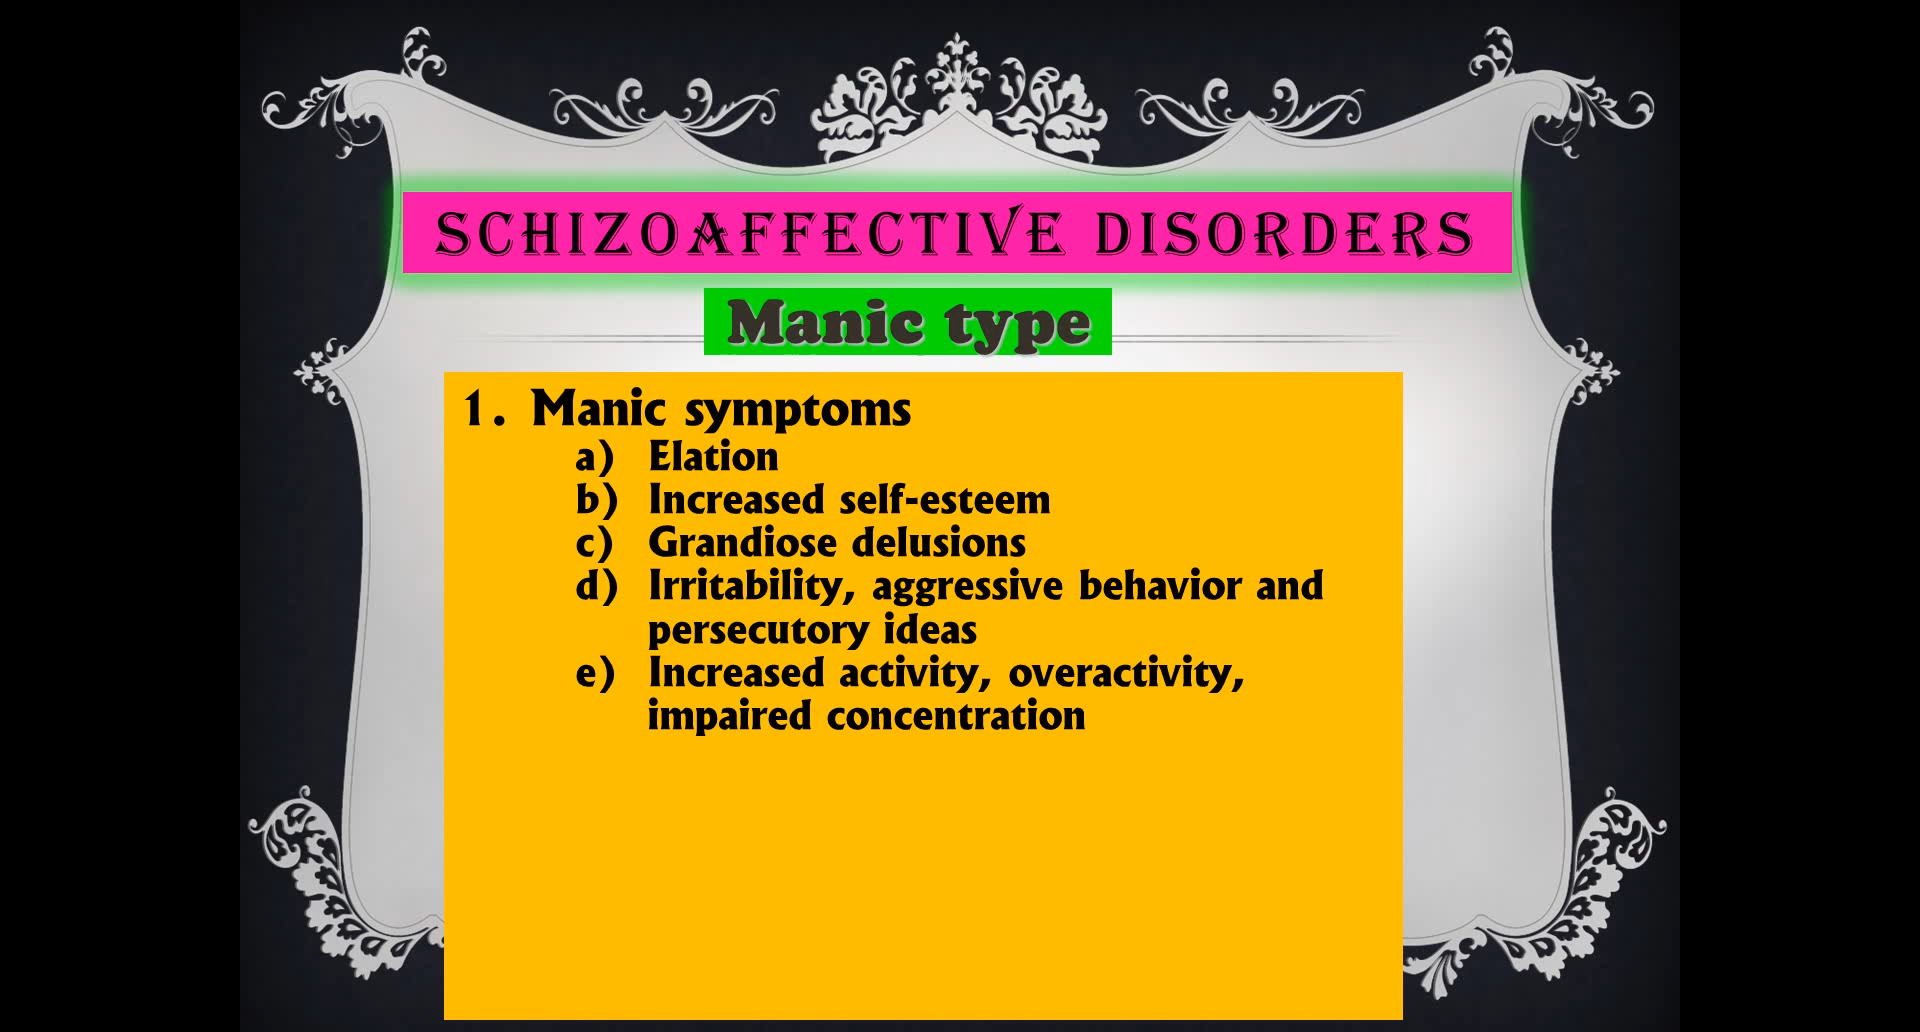 SCHIZOAFFECTIVE DISORDERS
Manic type
1. Manic symptoms
a) Elation
b) Increased self-esteem
c) Grandiose delusions
d) Irritability, aggressive behavior and
persecutory ideas
e) Increased activity, overactivity,
impaired concentration